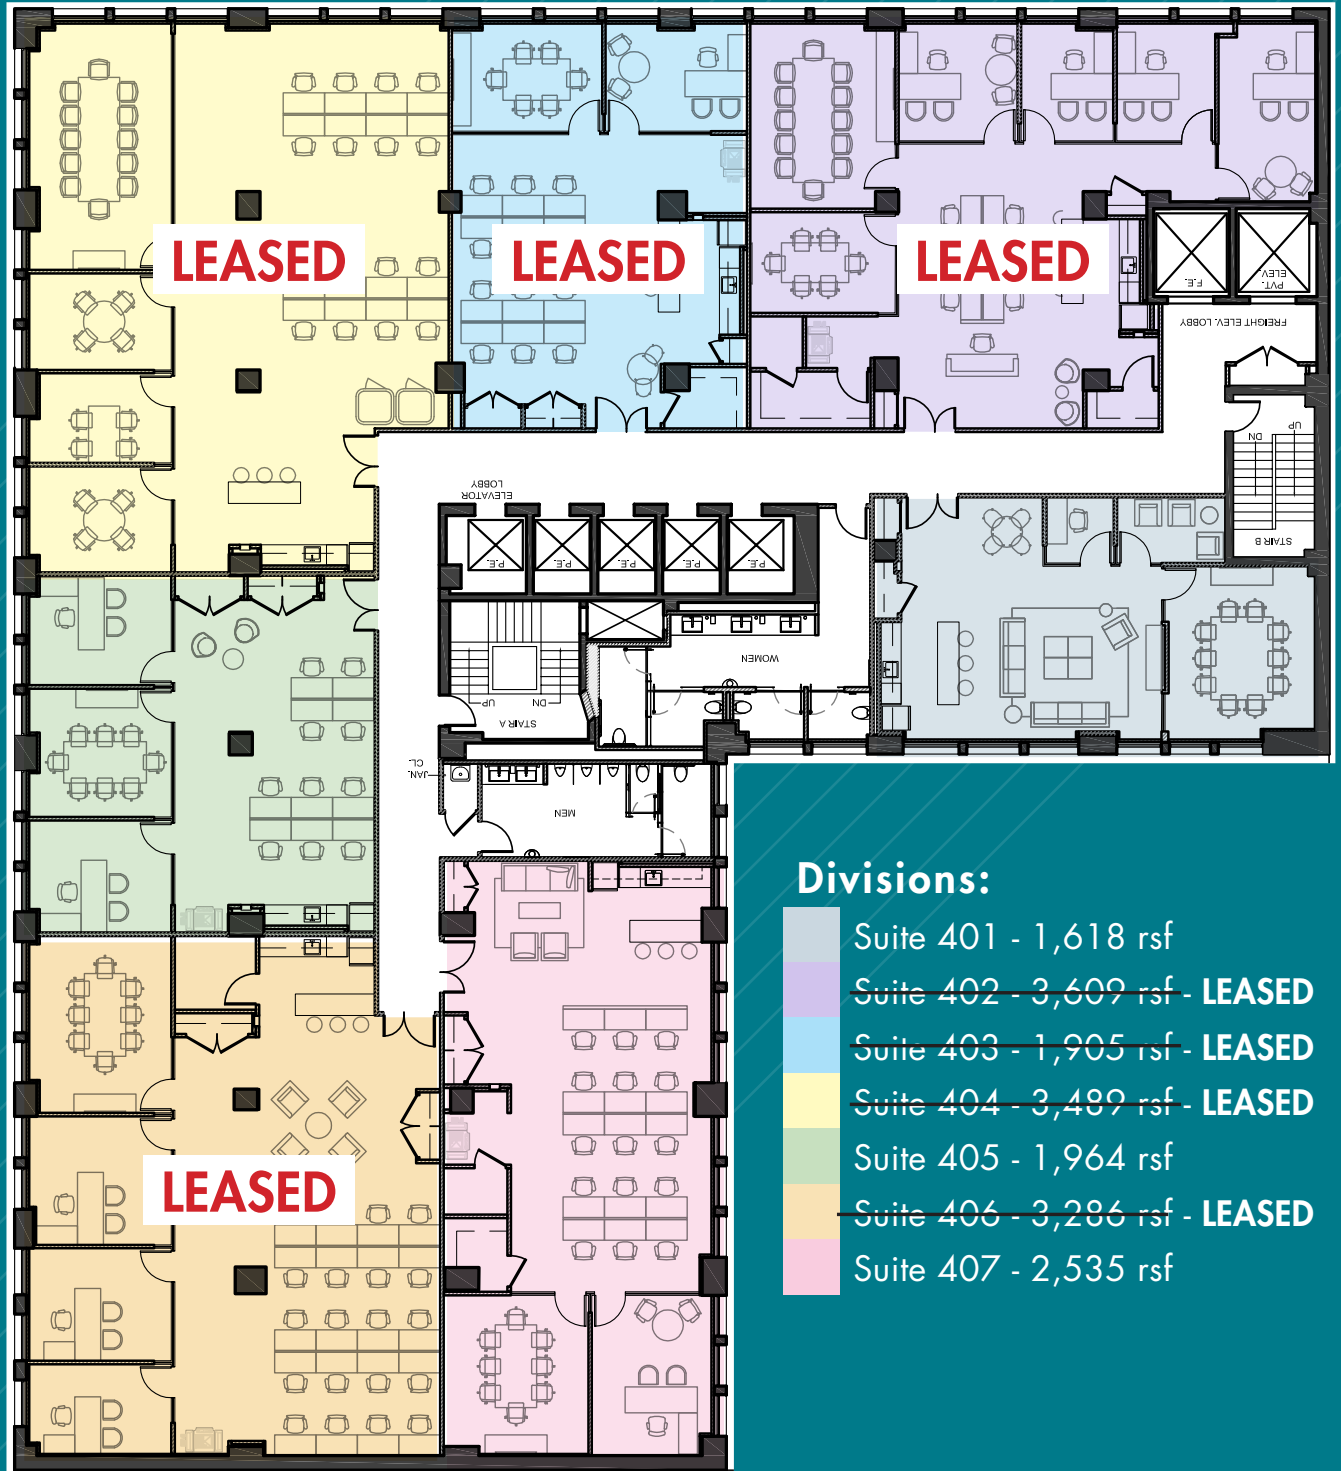 LEASED
LEASED
LEASED
F.E.
PVT.
ELEV.
FREIGHT ELEV. LOBBY
UP
DN
STAIR B
ELEVATOR
LOBBY
P.E.
P.E.
P.E.
P.E.
P.E.
WOMEN
UP
DN
STAIR A
JAN.
CL.
MEN
LEASED
Divisions:
Suite 401 - 1,618 rsf
Suite 402 - 3,609 rsf - LEASED
Suite 403 - 1,905 rsf - LEASED
Suite 404 - 3,489 rsf - LEASED
Suite 405 - 1,964 rsf
Suite 406 - 3,286 rsf - LEASED
Suite 407 - 2,535 rsf